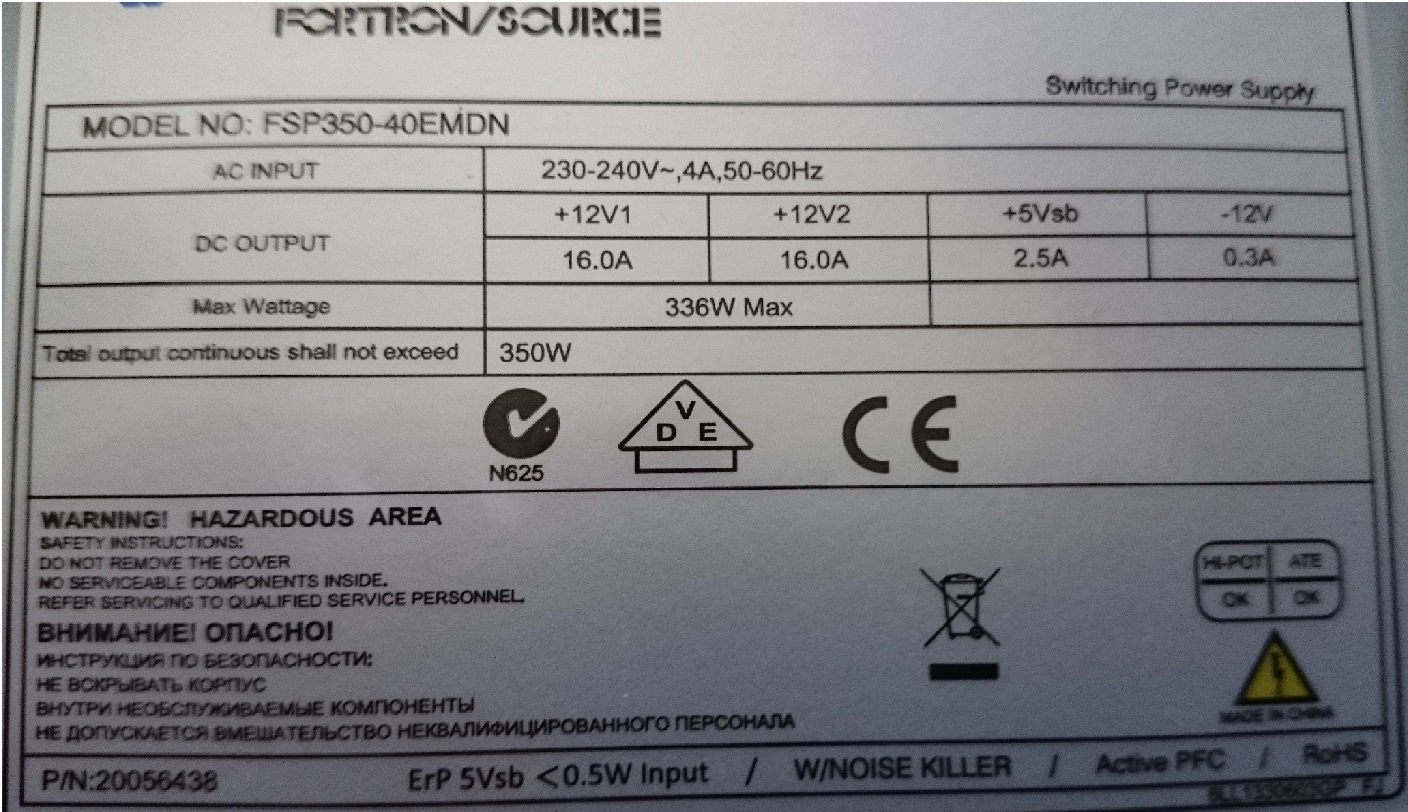 FORTRON/SOURCE
Switching Power Supply
MODEL NO: FSP350-40EMDN
AC INPUT 230-240V~,4A,50-60Hz
DC OUTPUT +12V1 +12V2 +5Vsb -12V
16.0A 16.0A 2.5A 0.3A
Max Wattage 336W Max
Total output continuous shall not exceed 350W
N625
V
D E
CE
WARNING! HAZARDOUS AREA
SAFETY INSTRUCTIONS:
DO NOT REMOVE THE COVER
NO SERVICEABLE COMPONENTS INSIDE.
REFER SERVICING TO QUALIFIED SERVICE PERSONNEL.
HI-POT ATE
OK OK
ВНИМАНИЕ! ОПАСНО!
ИНСТРУКЦИЯ ПО БЕЗОПАСНОСТИ:
НЕ ВСКРЫВАТЬ КОРПУС
ВНУТРИ НЕОБСЛУЖИВАЕМЫЕ КОМПОНЕНТЫ
НЕ ДОПУСКАЕТСЯ ВМЕШАТЕЛЬСТВО НЕКВАЛИФИЦИРОВАННОГО ПЕРСОНАЛА
MADE IN CHINA
P/N:20056438 ErP 5Vsb <0.5W Input / W/NOISE KILLER / Active PFC / RoHS
FJ